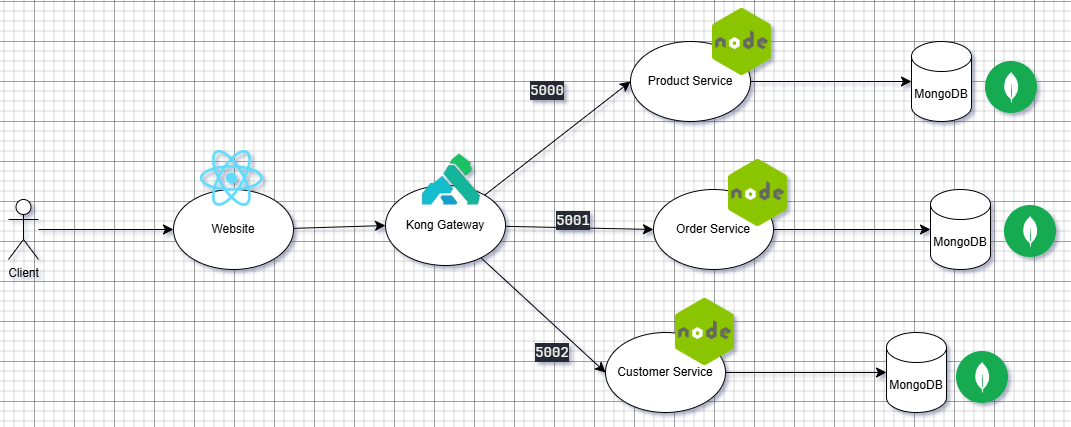 node
Product Service
MongoDB
5000
Website
Kong Gateway
5001
node
Order Service
MongoDB
Client
5002
node
Customer Service
MongoDB